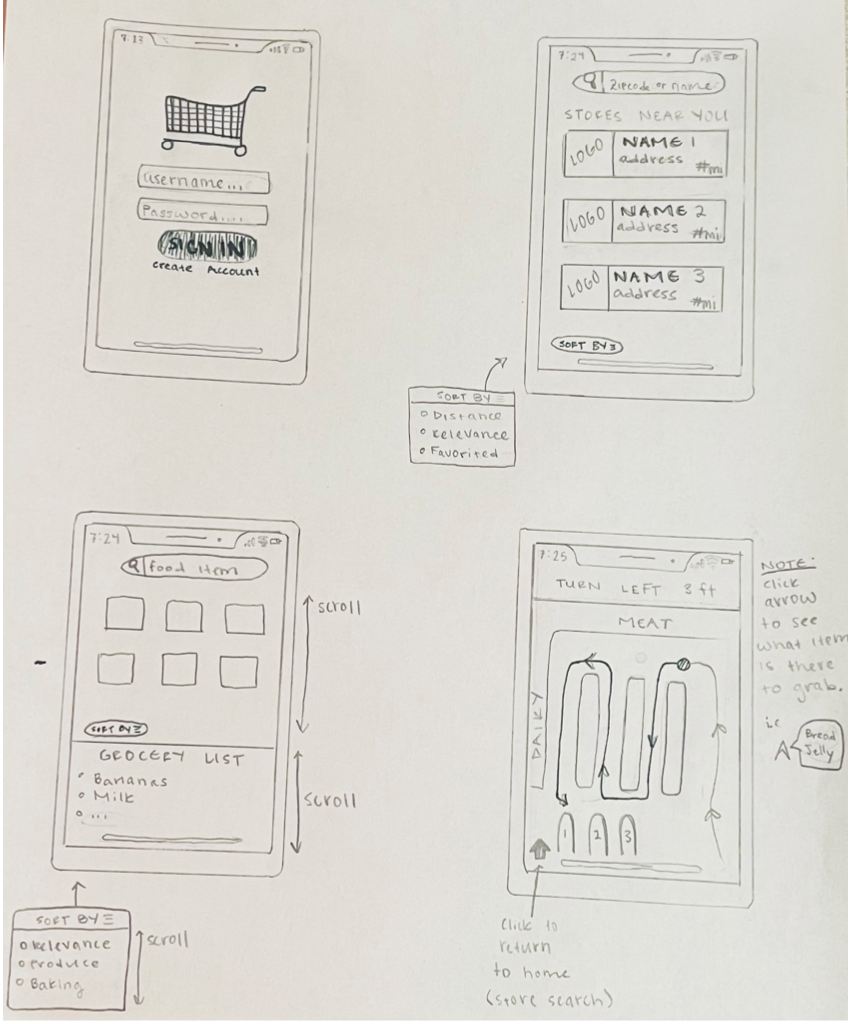 7:23
username...
Password....
SIGN IN
create Account
7:24
Zipcode or name
STORES NEAR YOU
LOGO
NAME 1
address #mi
LOGO
NAME 2
address #mi
LOGO
NAME 3
address #mi
SORT BY
SORT BY
Distance
Relevance
Favorited
7:24
food item
scroll
SORT BY
GROCERY LIST
Bananas
Milk
...
scroll
SORT BY
Relevance
Produce
Baking
scroll
7:25
TURN LEFT 3 ft
MEAT
DAIRY
1 2 3
NOTE:
click
arrow
to see
what item
is there
to grab.
i.e
Bread
Jelly
Click to
return
to home
(store search)